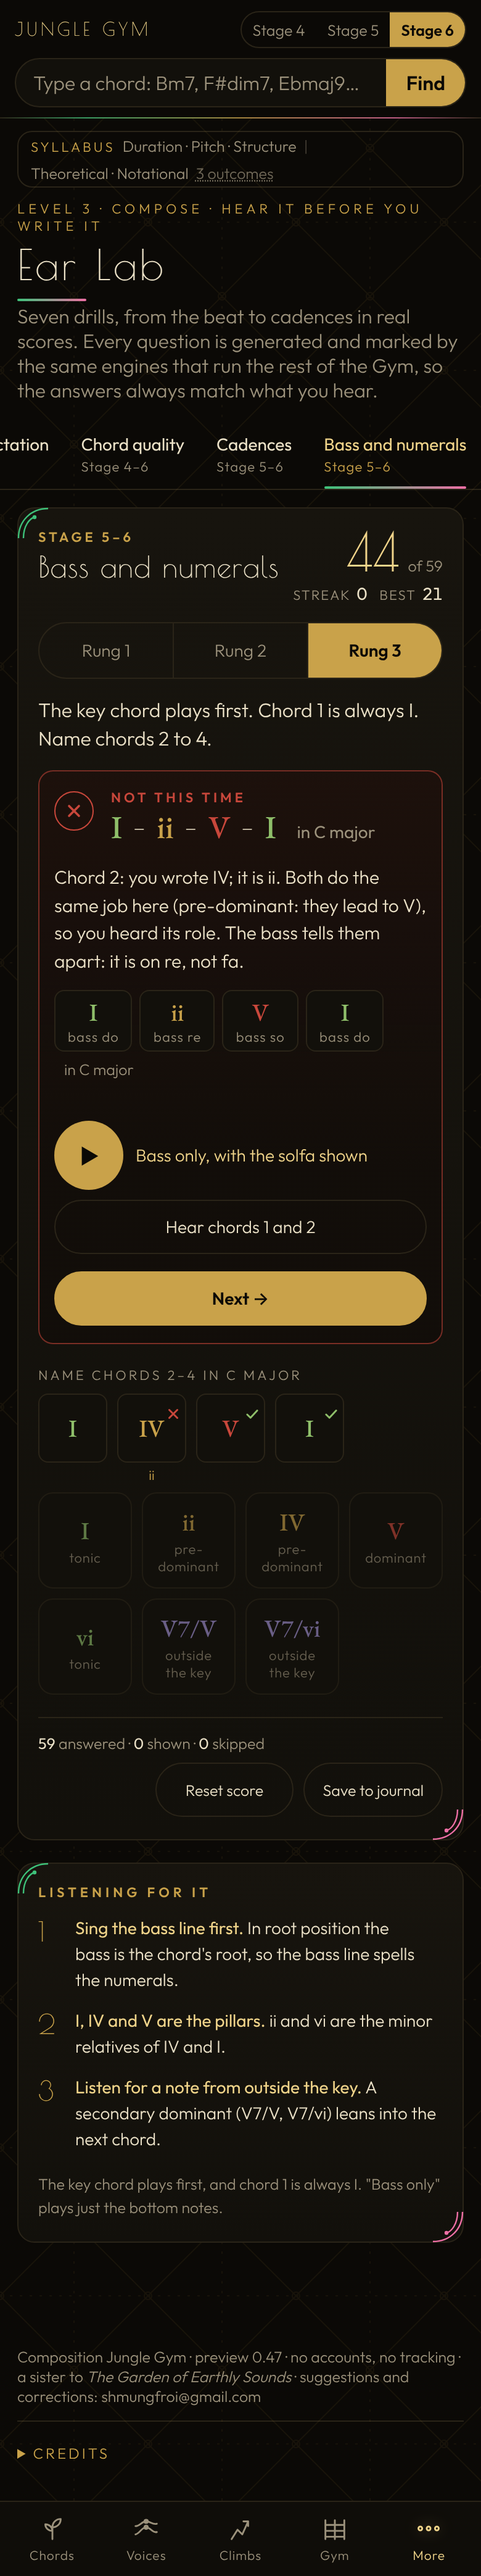 JUNGLE GYM
Stage 4 Stage 5 Stage 6
Type a chord: Bm7, F#dim7, Ebmaj9... Find
SYLLABUS Duration · Pitch · Structure |
Theoretical · Notational 3 outcomes
LEVEL 3 · COMPOSE · HEAR IT BEFORE YOU
WRITE IT
Ear Lab
Seven drills, from the beat to cadences in real
scores. Every question is generated and marked by
the same engines that run the rest of the Gym, so
the answers always match what you hear.
ctation Chord quality Cadences Bass and numerals
Stage 4–6 Stage 5–6 Stage 5–6
STAGE 5–6
Bass and numerals
44 of 59
STREAK 0 BEST 21
Rung 1 Rung 2 Rung 3
The key chord plays first. Chord 1 is always I.
Name chords 2 to 4.
NOT THIS TIME
I – ii – V – I in C major
Chord 2: you wrote IV; it is ii. Both do the
same job here (pre-dominant: they lead to V),
so you heard its role. The bass tells them
apart: it is on re, not fa.
I ii V I
bass do bass re bass so bass do
in C major
Bass only, with the solfa shown
Hear chords 1 and 2
Next →
NAME CHORDS 2–4 IN C MAJOR
I IV V I
ii
I ii IV V
tonic pre- pre- dominant
dominant dominant
vi V7/V V7/vi
tonic outside outside
the key the key
59 answered · 0 shown · 0 skipped
Reset score Save to journal
LISTENING FOR IT
1 Sing the bass line first. In root position the
bass is the chord's root, so the bass line spells
the numerals.
2 I, IV and V are the pillars. ii and vi are the minor
relatives of IV and I.
3 Listen for a note from outside the key. A
secondary dominant (V7/V, V7/vi) leans into the
next chord.
The key chord plays first, and chord 1 is always I. "Bass only"
plays just the bottom notes.
Composition Jungle Gym · preview 0.47 · no accounts, no tracking ·
a sister to The Garden of Earthly Sounds · suggestions and
corrections: shmungfroi@gmail.com
CREDITS
Chords Voices Climbs Gym More